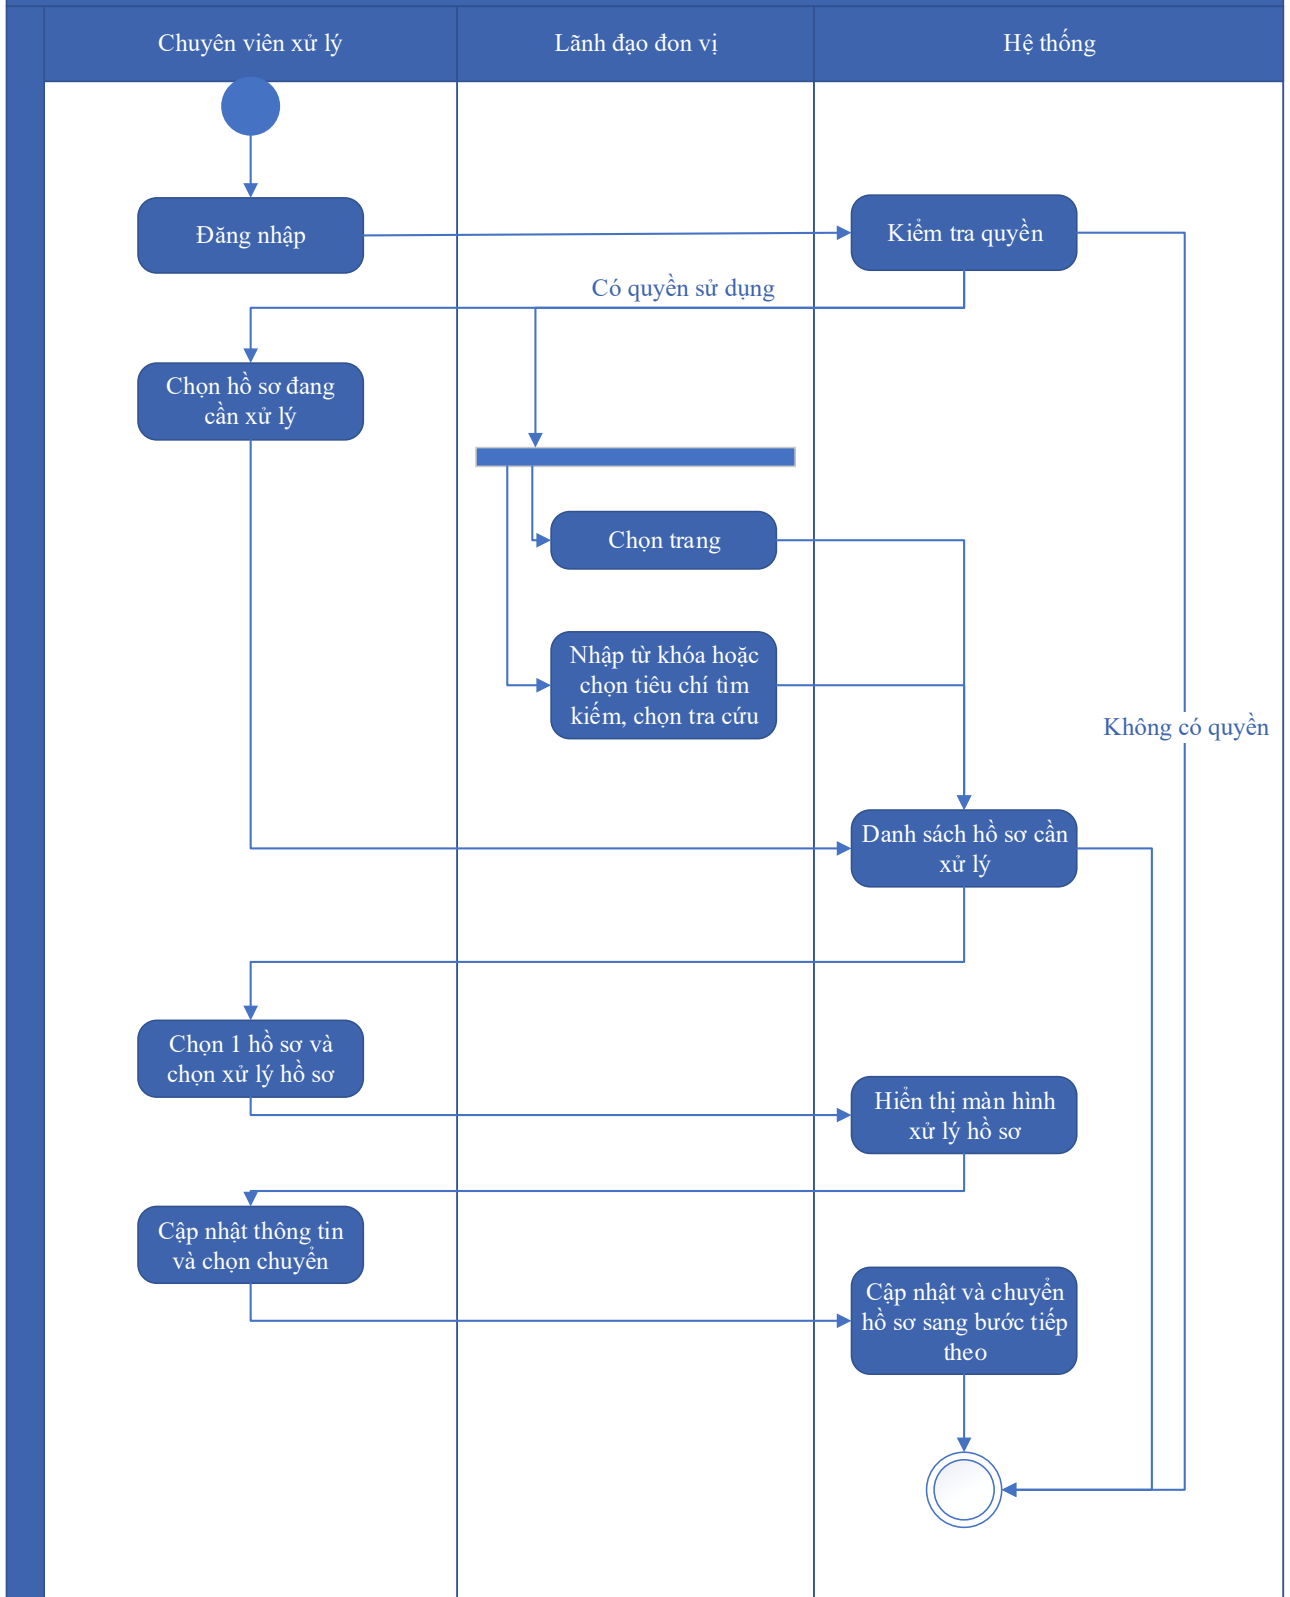 Chuyên viên xử lý
Lãnh đạo đon vị
Hệ thống
Đăng nhập
Kiểm tra quyền
Có quyền sử dụng
Chọn hồ sơ đang
cần xử lý
Chọn trang
Nhập từ khóa hoặc
chọn tiêu chí tìm
kiếm, chọn tra cứu
Không có quyền
Danh sách hồ sơ cần
xử lý
Chọn 1 hồ sơ và
chọn xử lý hồ sơ
Hiển thị màn hình
xử lý hồ sơ
Cập nhật thông tin
và chọn chuyển
Cập nhật và chuyển
hồ sơ sang bước tiếp
theo